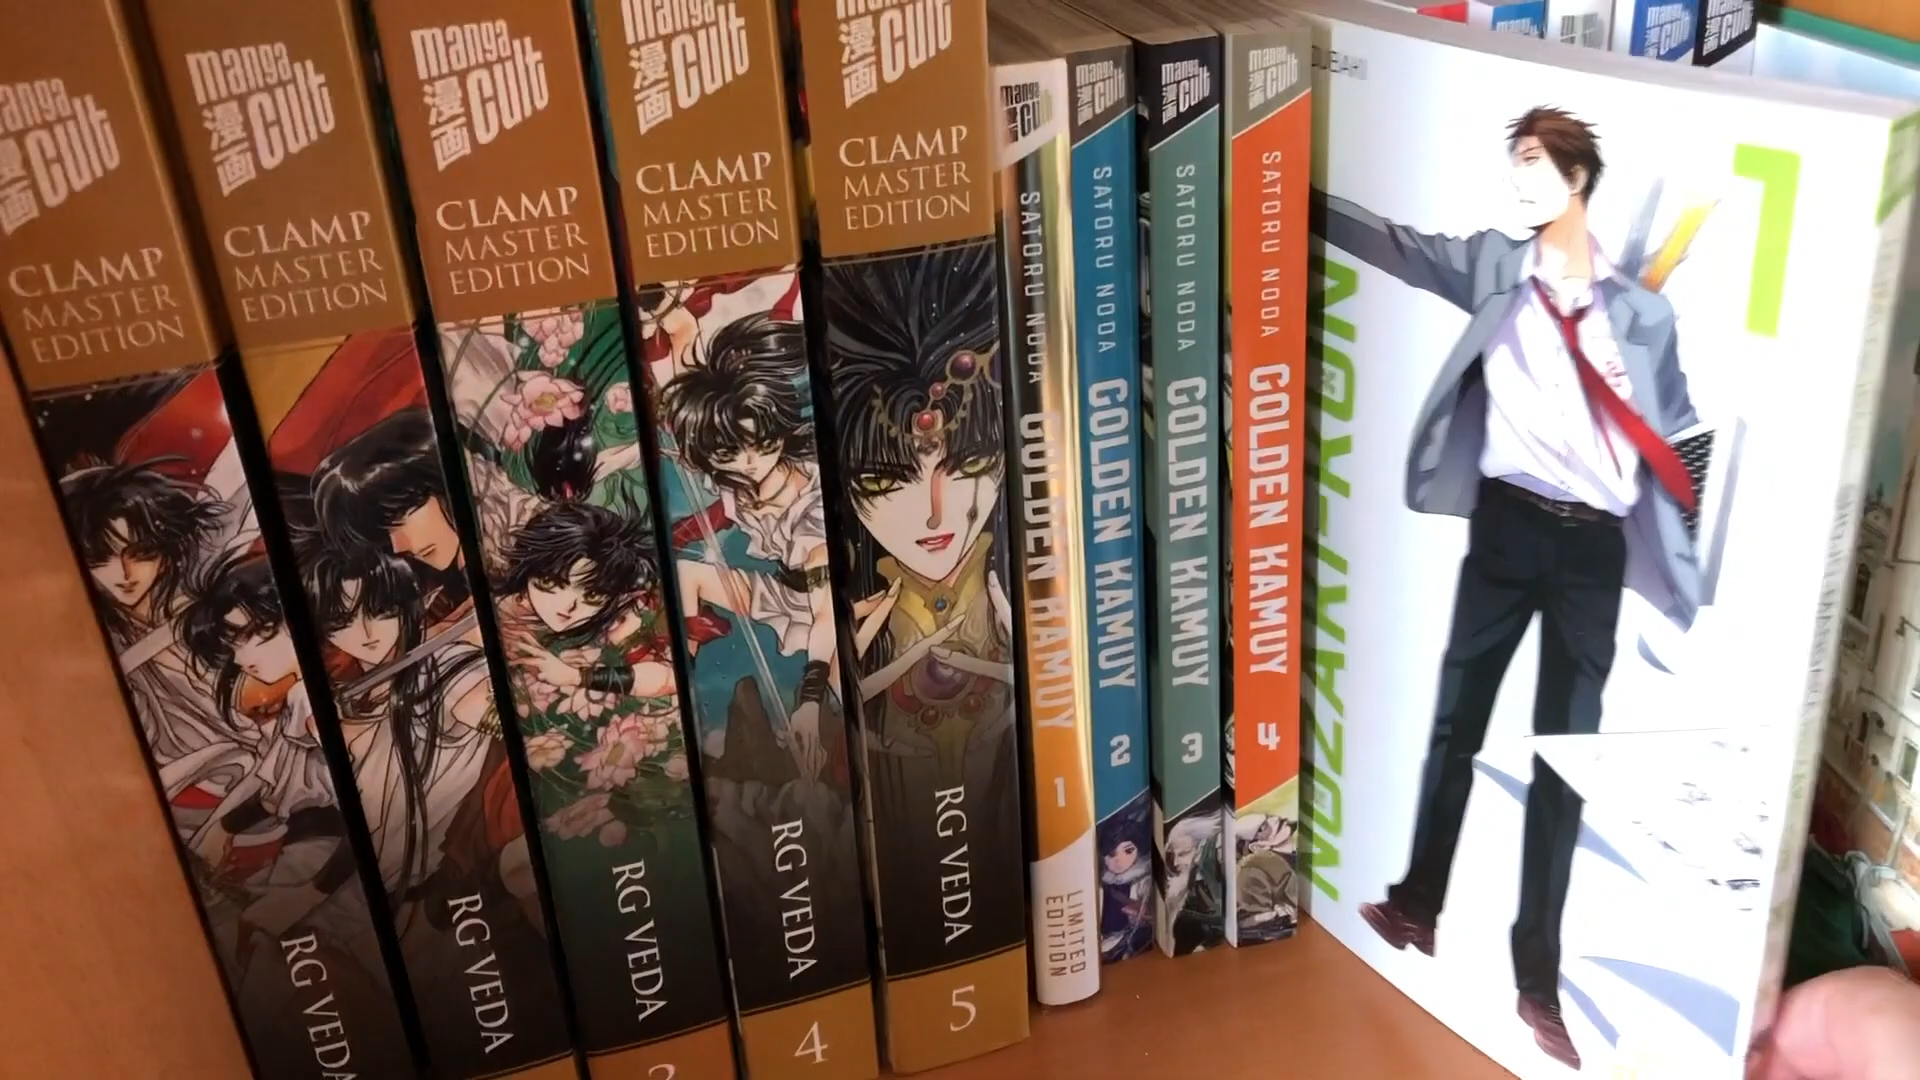 manga
漫画 cult
CLAMP
MASTER
EDITION
RG VEDA
manga
漫画 cult
CLAMP
MASTER
EDITION
RG VEDA
manga
漫画 cult
CLAMP
MASTER
EDITION
RG VEDA
manga
漫画 cult
CLAMP
MASTER
EDITION
RG VEDA
4
漫画 cult
CLAMP
MASTER
EDITION
RG VEDA
5
manga
漫画 cult
SATORU NODA
GOLDEN KAMUY
1
LIMITED
EDITION
manga
漫画 cult
SATORU NODA
GOLDEN KAMUY
2
manga
漫画 cult
SATORU NODA
GOLDEN KAMUY
3
manga
漫画 cult
SATORU NODA
GOLDEN KAMUY
4
NOZAKI-KUN
1